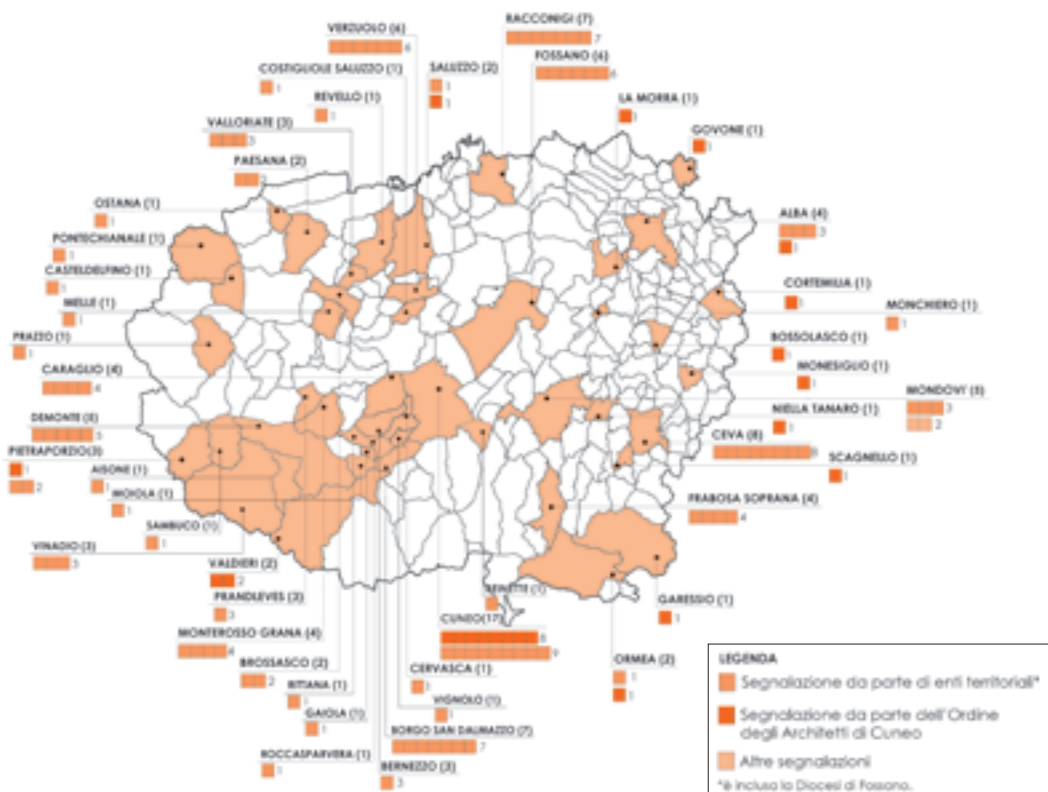 VERZUOLO (6)
6
RACCONIGI (7)
7
COSTIGLIOLE SALUZZO (1)
1
SALUZZO (2)
1
1
FOSSANO (6)
6
REVELLO (1)
1
LA MORRA (1)
1
VALLORIATE (3)
3
GOVONE (1)
1
PAESANA (2)
2
OSTANA (1)
1
ALBA (4)
3
1
PONTECHIANALE (1)
1
CASTELDELFINO (1)
1
CORTEMILIA (1)
1
MONCHIERO (1)
1
MELLE (1)
1
PRAZZO (1)
1
BOSSOLASCO (1)
1
MONESIGLIO (1)
1
CARAGLIO (4)
4
MONDOVI' (5)
3
2
DEMONTE (5)
5
NIELLA TANARO (1)
1
CEVA (8)
8
PIETRAPORZIO(3)
1
2
SCAGNELLO (1)
1
AISONE (1)
1
MOIOLA (1)
1
FRABOSA SOPRANA (4)
4
SAMBUCO (1)
1
VINADIO (3)
3
VALDIERI (2)
2
BEINETTE (1)
GARESSIO (1)
1
PRADLEVES (3)
3
CUNEO(17)
8
9
MONTEROSSO GRANA (4)
4
ORMEA (2)
1
1
BROSSASCO (2)
2
CERVASCA (1)
1
RITTANA (1)
1
VIGNOLO (1)
1
GAIOLA (1)
1
BORGO SAN DALMAZZO (7)
7
ROCCASPARVERA (1)
1
BERNEZZO (3)
3
LEGENDA
Segnalazione da parte di enti territoriali*
Segnalazione da parte dell'Ordine
degli Architetti di Cuneo
Altre segnalazioni
*è inclusa la Diocesi di Fossano.